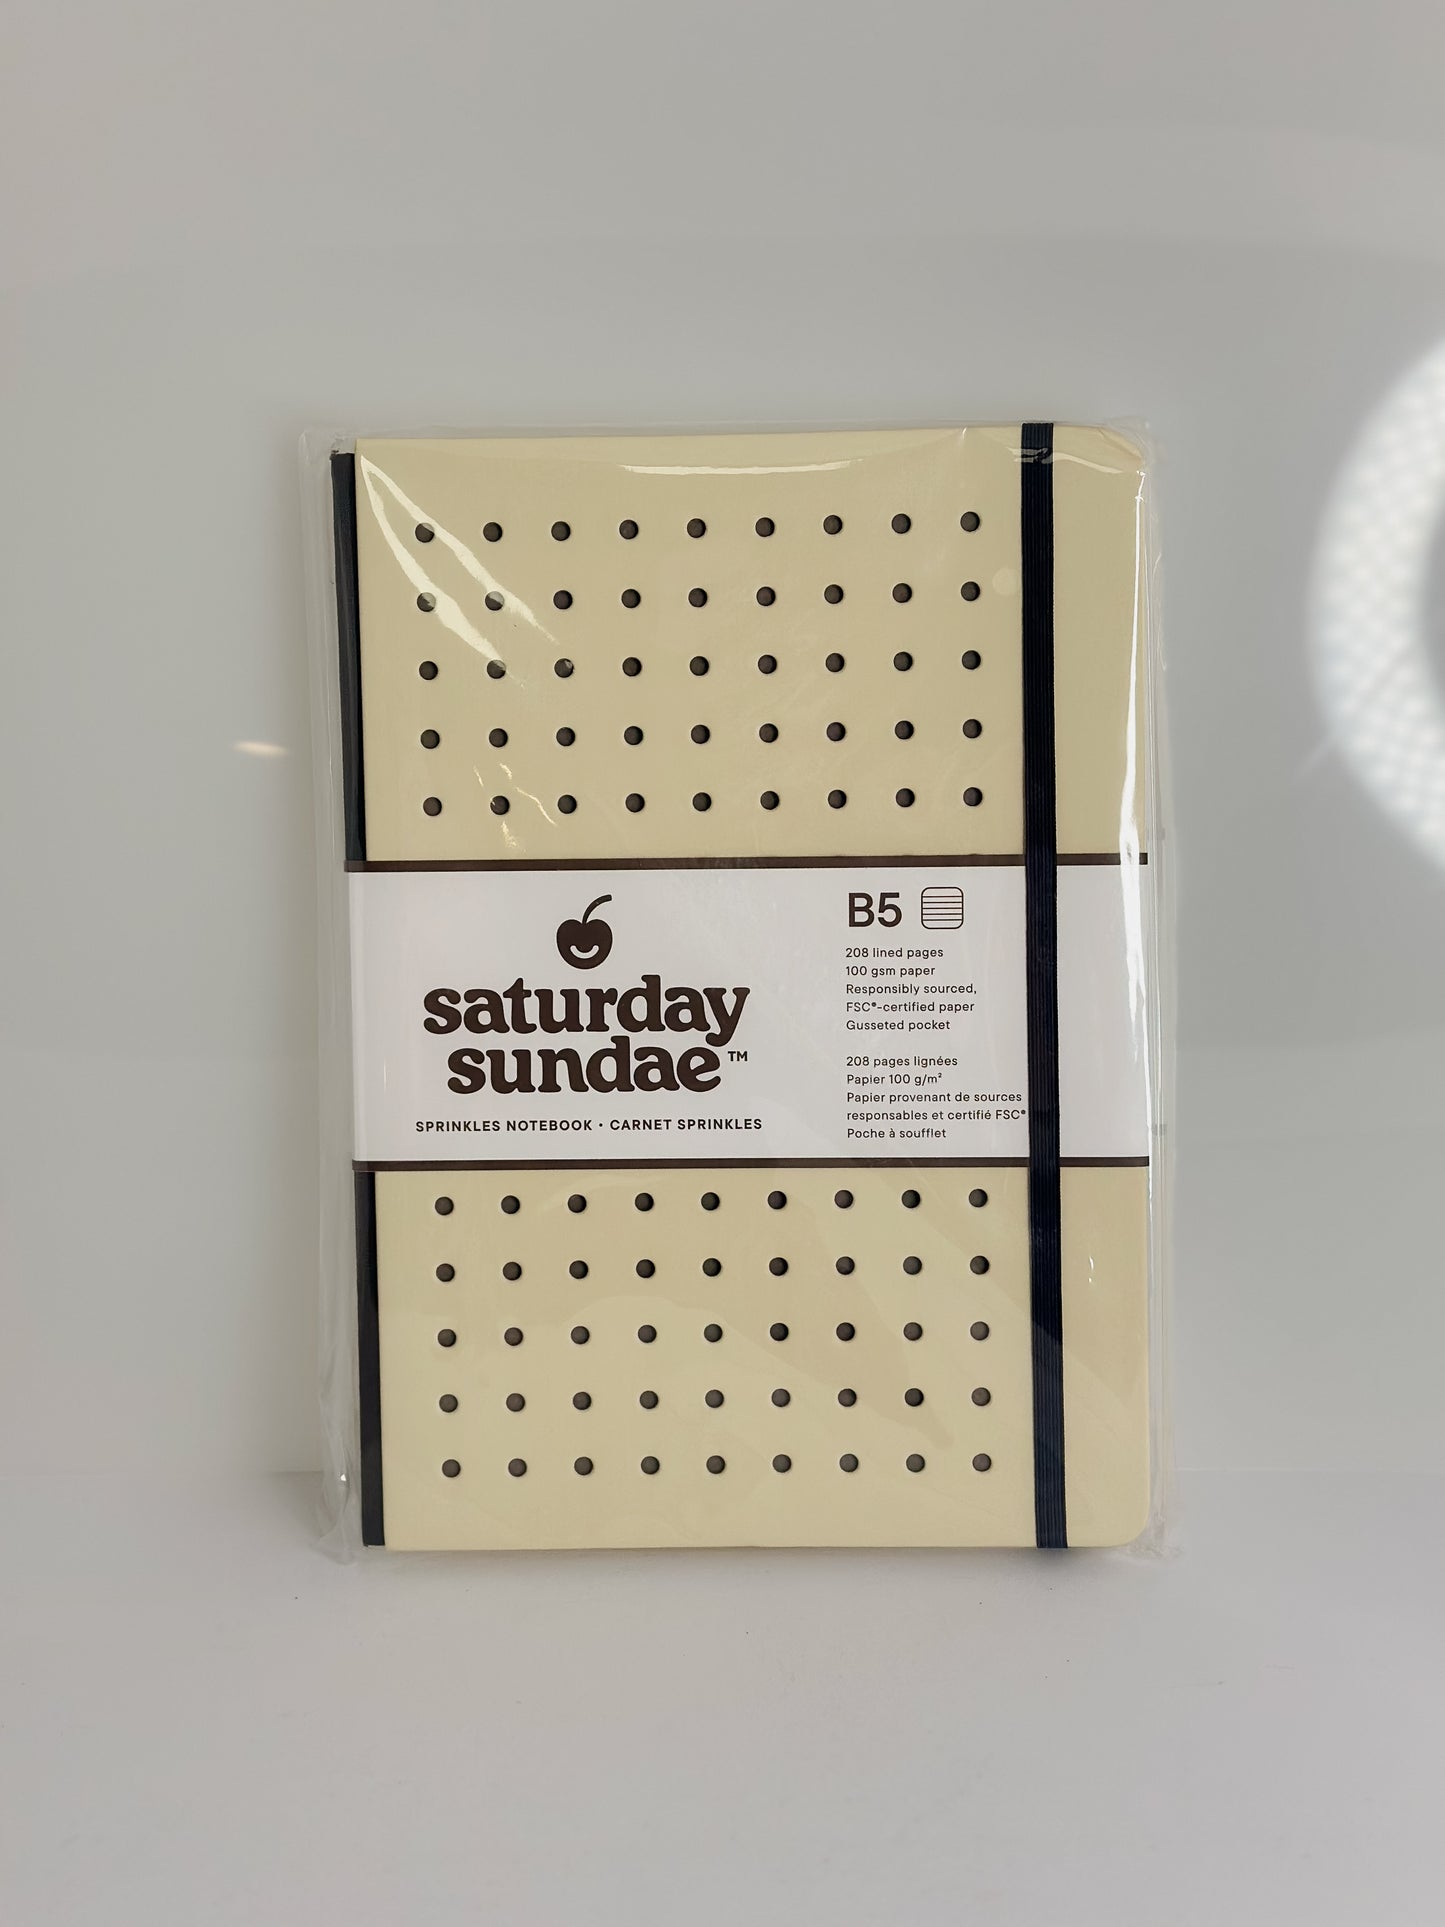 saturday
sundae™
SPRINKLES NOTEBOOK • CARNET SPRINKLES
B5
208 lined pages
100 gsm paper
Responsibly sourced,
FSC®-certified paper
Gusseted pocket
208 pages lignées
Papier 100 g/m²
Papier provenant de sources
responsables et certifié FSC®
Poche à soufflet